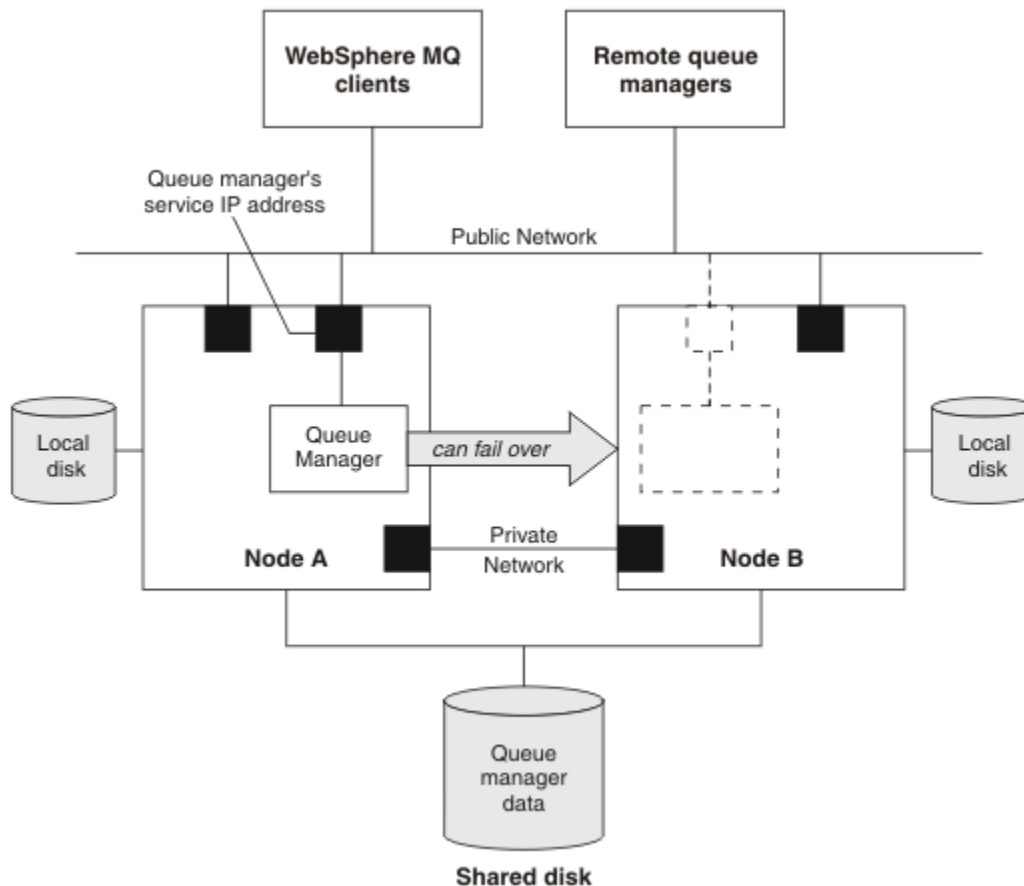 WebSphere MQ
clients
Remote queue
managers
Queue manager's
service IP address
Public Network
Local
disk
Queue
Manager
can fail over
Local
disk
Node A
Private
Network
Node B
Queue
manager
data
Shared disk